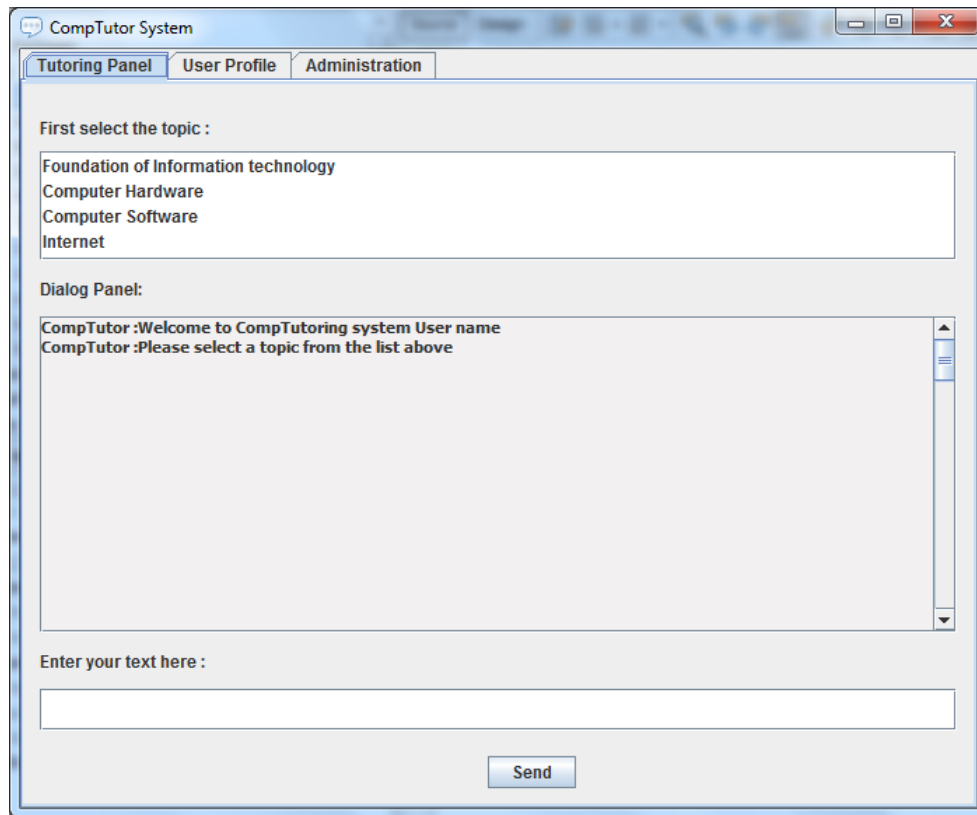 CompTutor System
Tutoring Panel User Profile Administration
First select the topic :
Foundation of Information technology
Computer Hardware
Computer Software
Internet
Dialog Panel:
CompTutor :Welcome to CompTutoring system User name
CompTutor :Please select a topic from the list above
Enter your text here :
Send